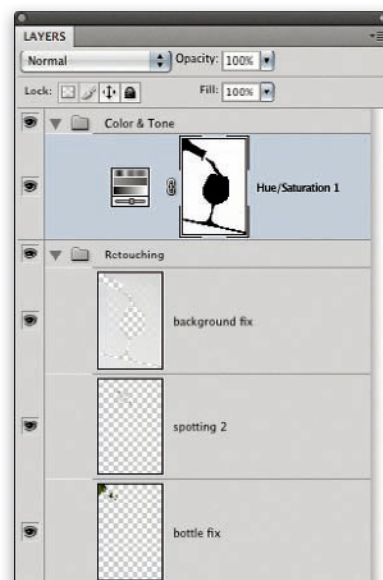 LAYERS
Normal Opacity: 100%
Lock: Fill: 100%
Color & Tone
Hue/Saturation 1
Retouching
background fix
spotting 2
bottle fix